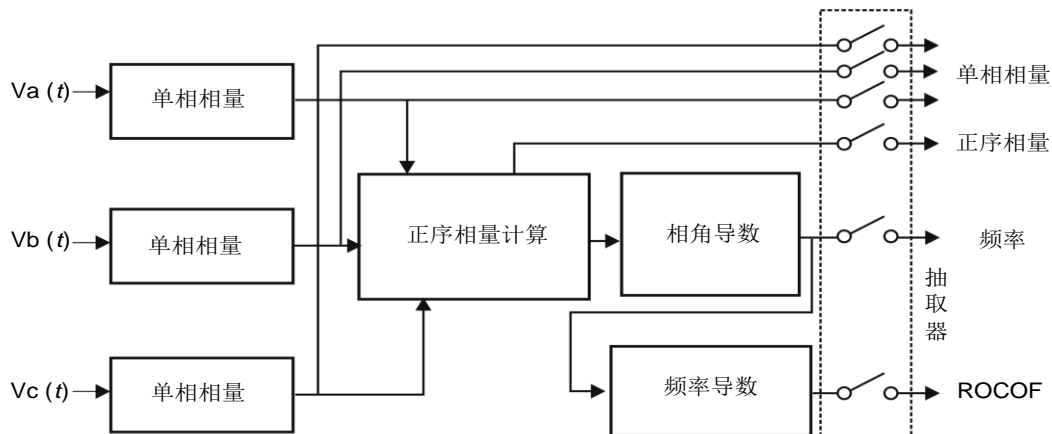 Va (t)
单相相量
单相相量
正序相量
Vb (t)
单相相量
正序相量计算
相角导数
频率
抽
取
器
Vc (t)
单相相量
频率导数
ROCOF